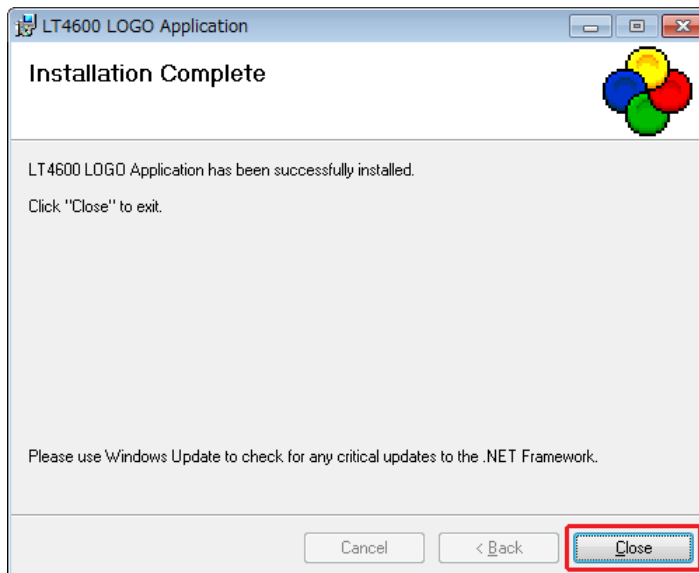 LT4600 LOGO Application
Installation Complete
LT4600 LOGO Application has been successfully installed.
Click "Close" to exit.
Please use Windows Update to check for any critical updates to the .NET Framework.
Cancel
< Back
Close